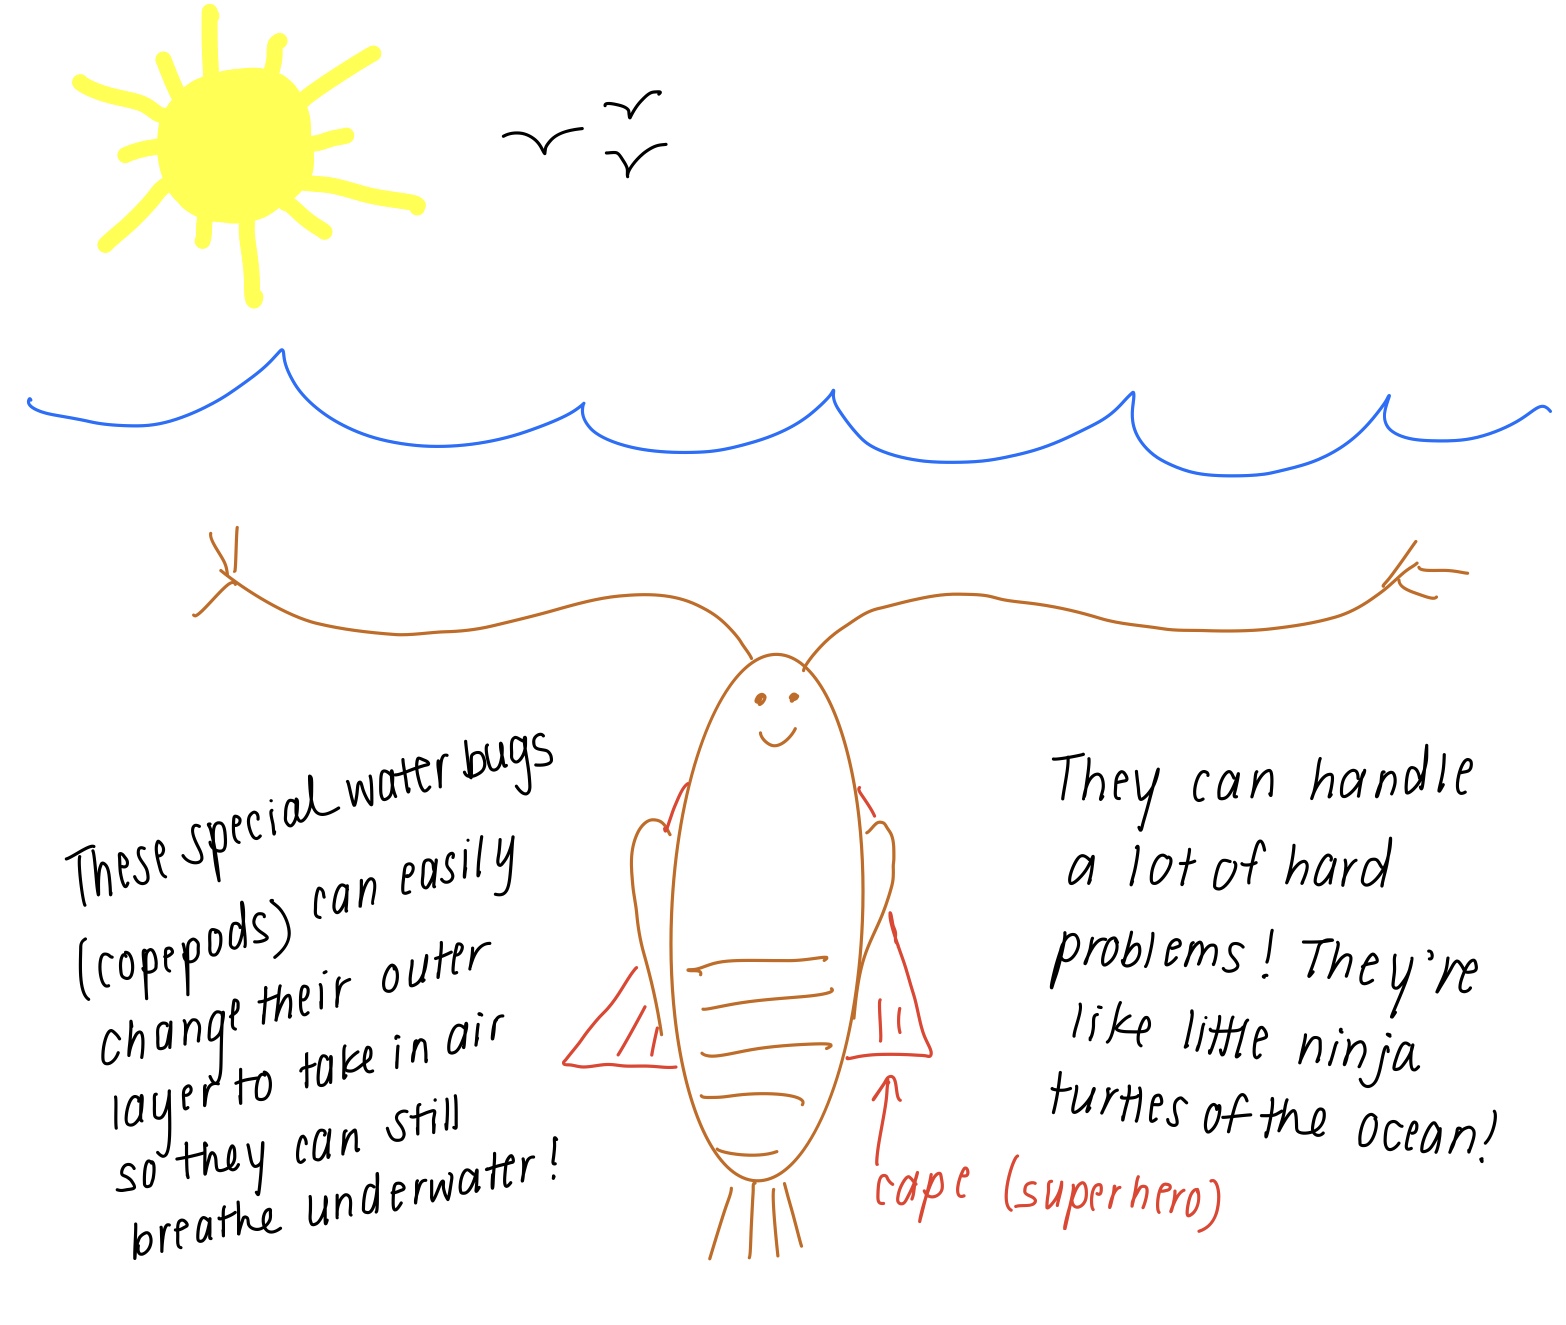 These special water bugs
(copepods) can easily
change their outer
layer to take in air
so they can still
breathe underwater!
They can handle
a lot of hard
problems! They're
like little ninja
turtles of the ocean!
cape (superhero)